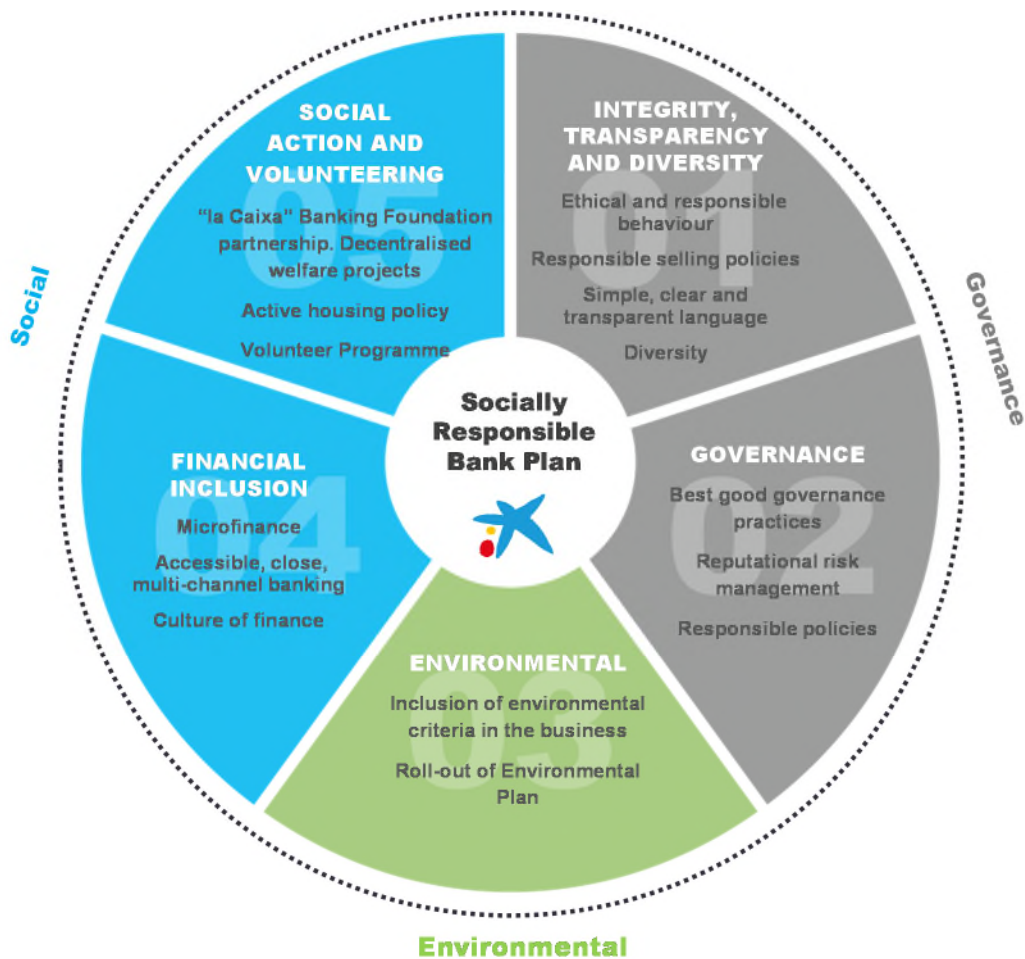 SOCIAL
ACTION AND
VOLUNTEERING
05
“la Caixa” Banking Foundation
partnership. Decentralised
welfare projects
Active housing policy
Volunteer Programme
INTEGRITY,
TRANSPARENCY
AND DIVERSITY
01
Ethical and responsible
behaviour
Responsible selling policies
Simple, clear and
transparent language
Diversity
Social
Governance
Socially
Responsible
Bank Plan
FINANCIAL
INCLUSION
04
Microfinance
Accessible, close,
multi-channel banking
Culture of finance
GOVERNANCE
02
Best good governance
practices
Reputational risk
management
Responsible policies
ENVIRONMENTAL
03
Inclusion of environmental
criteria in the business
Roll-out of Environmental
Plan
Environmental